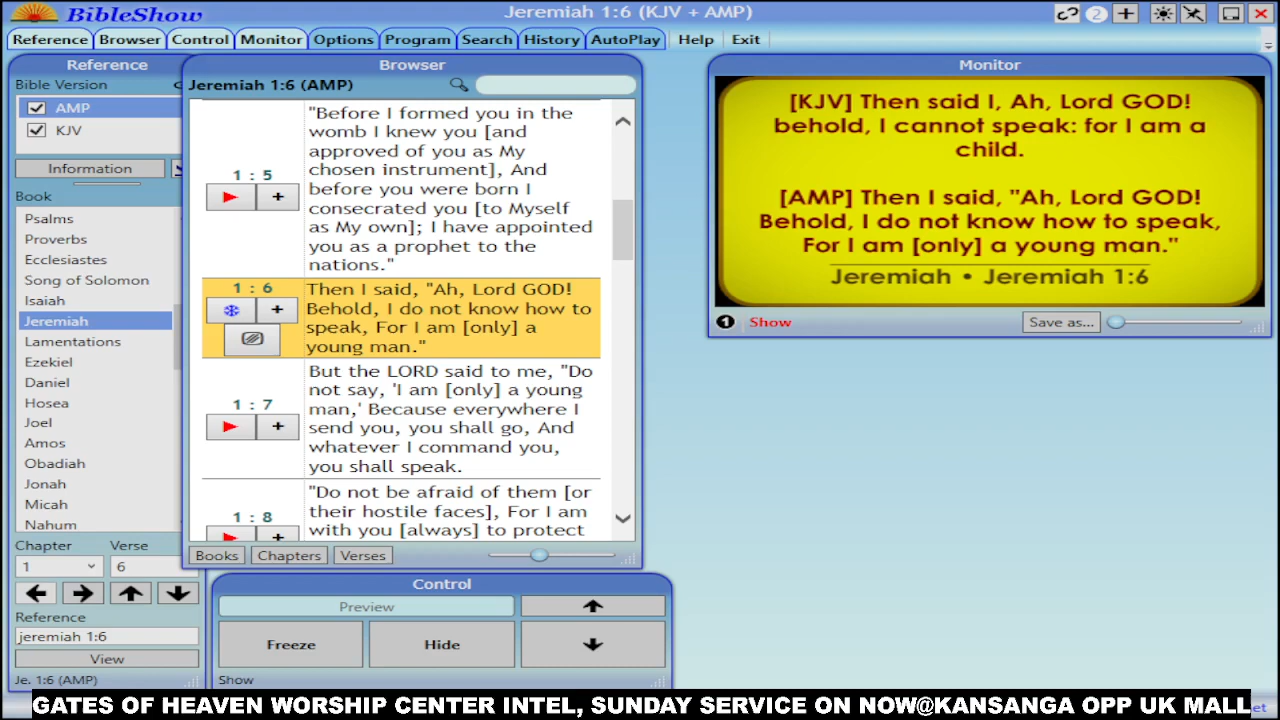 BibleShow
Jeremiah 1:6 (KJV + AMP)
2
Reference Browser Control Monitor Options Program Search History AutoPlay Help Exit
Reference
Bible Version
AMP
KJV
Information
Book
Psalms
Proverbs
Ecclesiastes
Song of Solomon
Isaiah
Jeremiah
Lamentations
Ezekiel
Daniel
Hosea
Joel
Amos
Obadiah
Jonah
Micah
Nahum
Chapter Verse
1 6
Reference
jeremiah 1:6
View
Je. 1:6 (AMP)
Browser
Jeremiah 1:6 (AMP)
1 : 5
"Before I formed you in the
womb I knew you [and
approved of you as My
chosen instrument], And
before you were born I
consecrated you [to Myself
as My own]; I have appointed
you as a prophet to the
nations."
1 : 6
Then I said, "Ah, Lord GOD!
Behold, I do not know how to
speak, For I am [only] a
young man."
1 : 7
But the LORD said to me, "Do
not say, 'I am [only] a young
man,' Because everywhere I
send you, you shall go, And
whatever I command you,
you shall speak.
1 : 8
"Do not be afraid of them [or
their hostile faces], For I am
with you [always] to protect
Books Chapters Verses
Control
Preview
Freeze Hide
Show
Monitor
[KJV] Then said I, Ah, Lord GOD!
behold, I cannot speak: for I am a
child.
[AMP] Then I said, "Ah, Lord GOD!
Behold, I do not know how to speak,
For I am [only] a young man."
Jeremiah • Jeremiah 1:6
1 Show Save as...
GATES OF HEAVEN WORSHIP CENTER INTEL, SUNDAY SERVICE ON NOW@KANSANGA OPP UK MALL